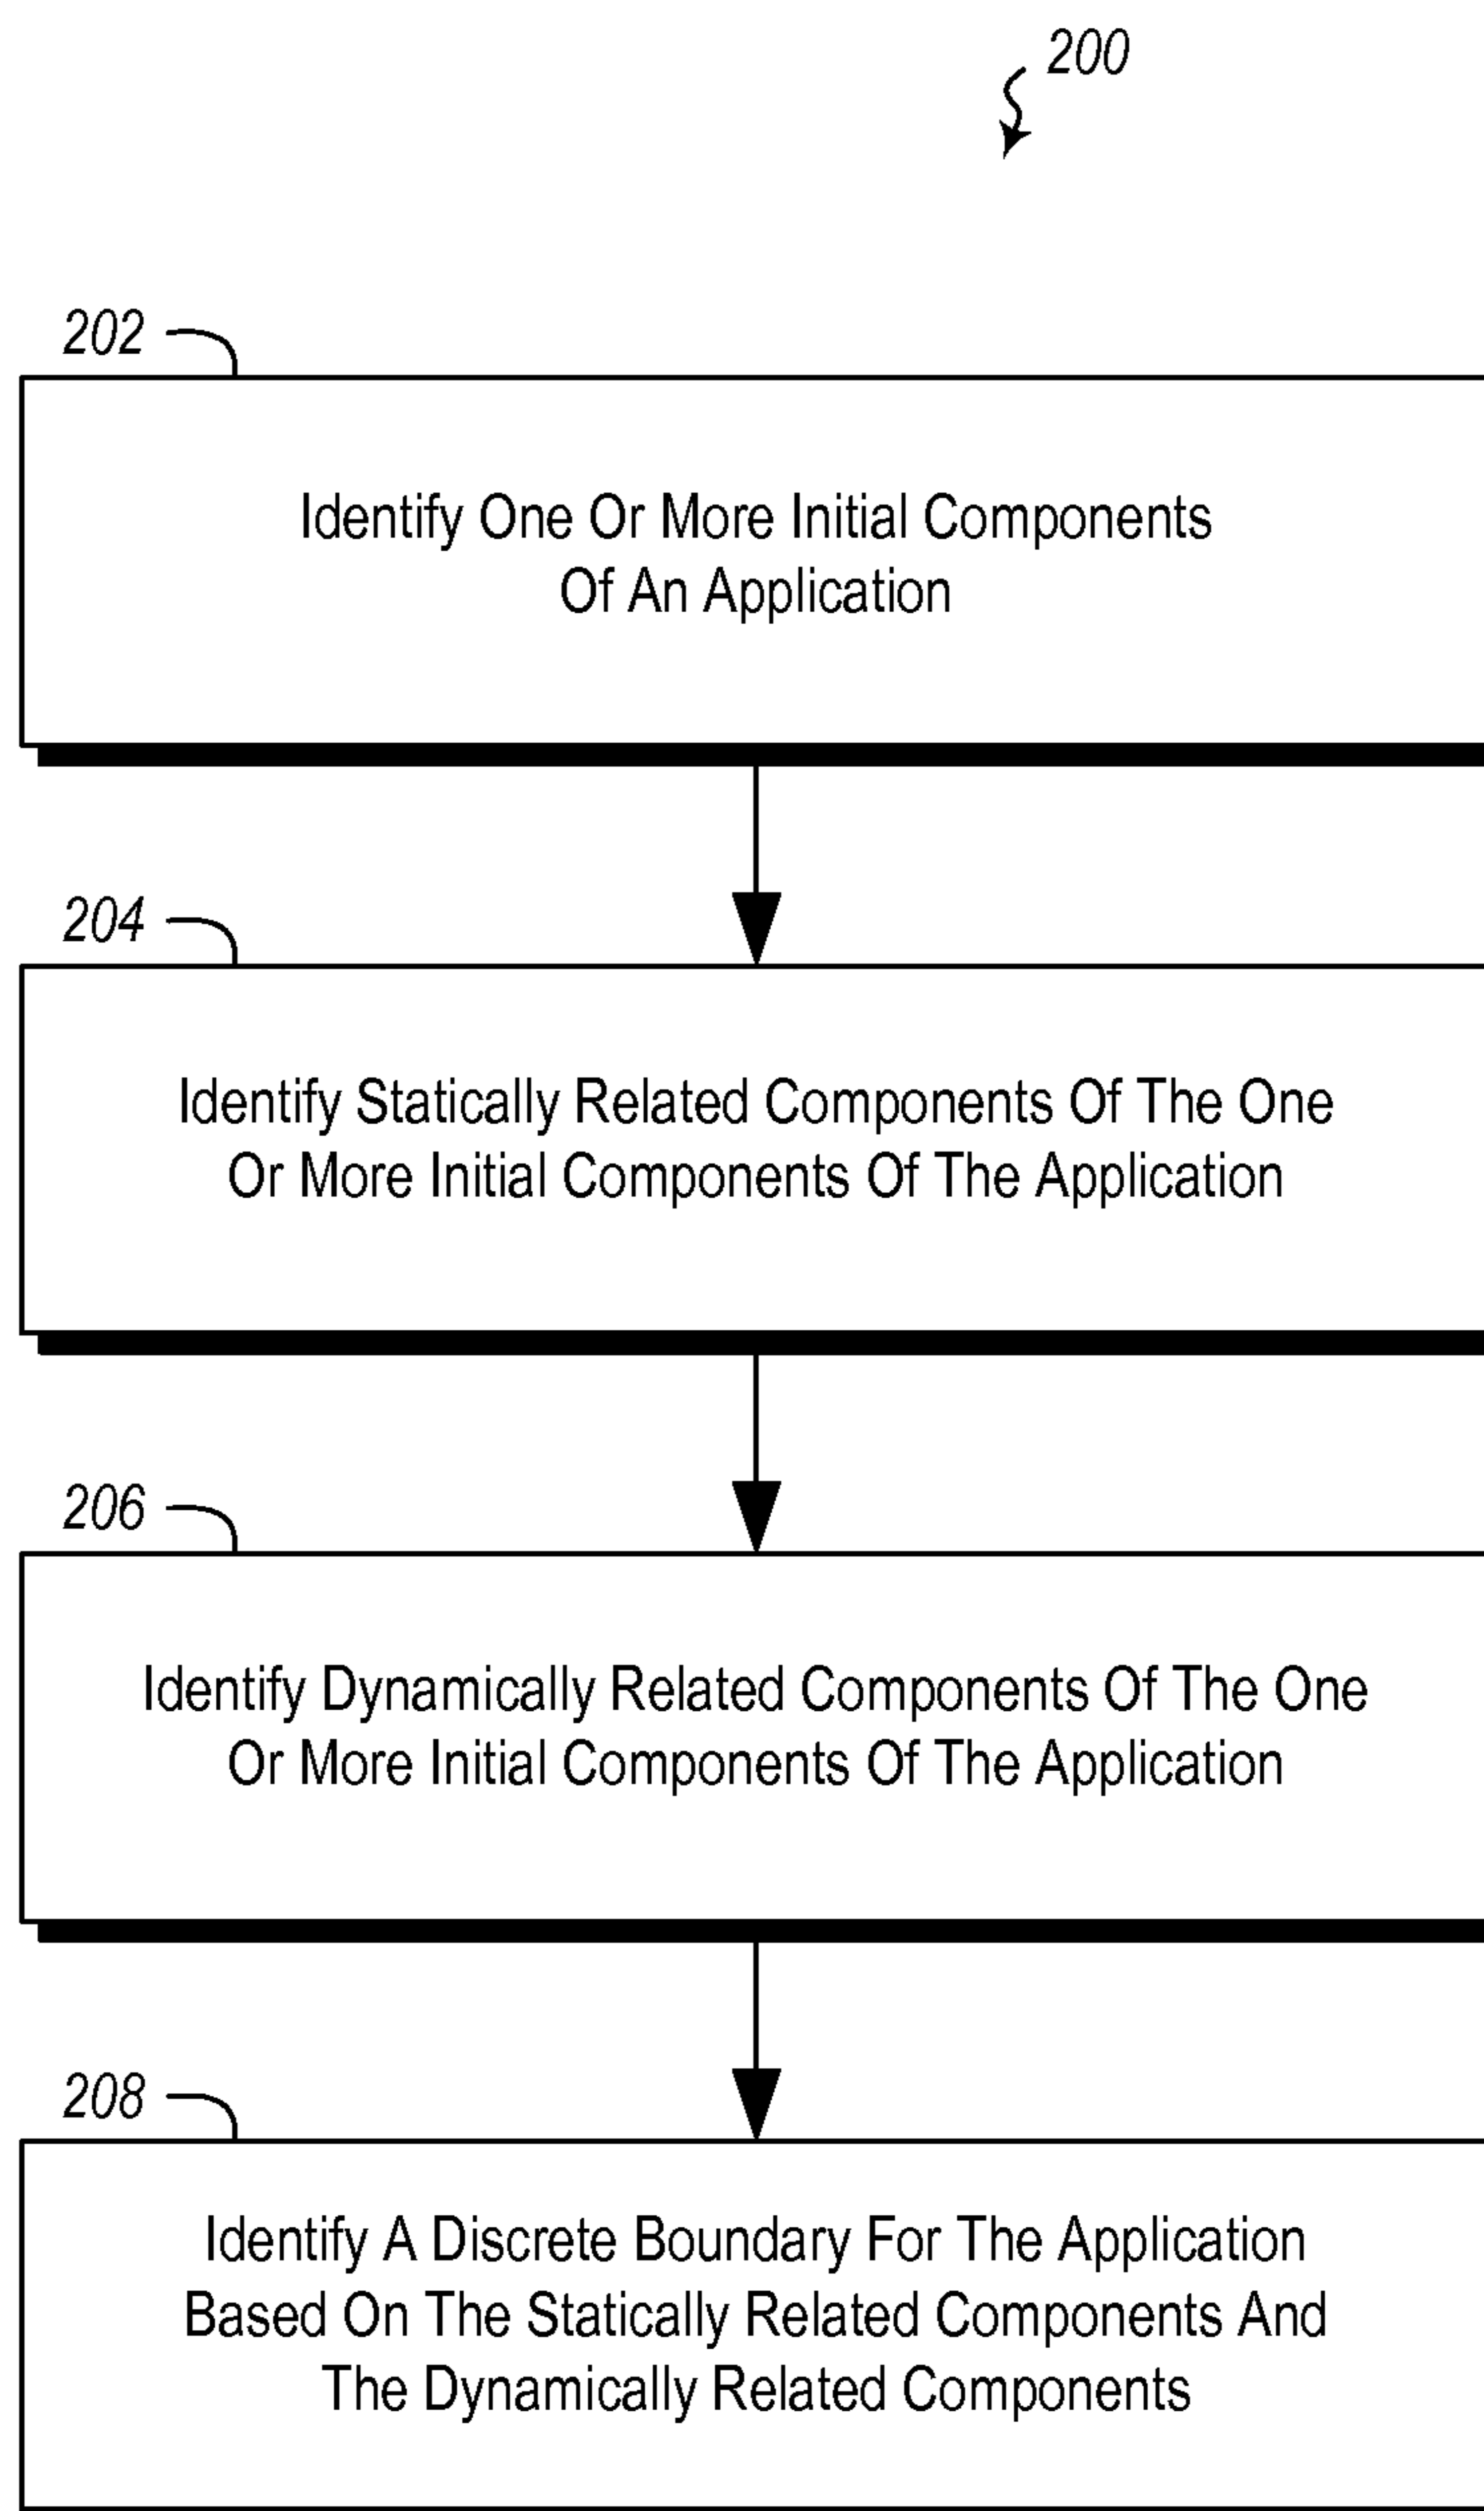 200
202
Identify One Or More Initial Components
Of An Application
204
Identify Statically Related Components Of The One
Or More Initial Components Of The Application
206
Identify Dynamically Related Components Of The One
Or More Initial Components Of The Application
208
Identify A Discrete Boundary For The Application
Based On The Statically Related Components And
The Dynamically Related Components